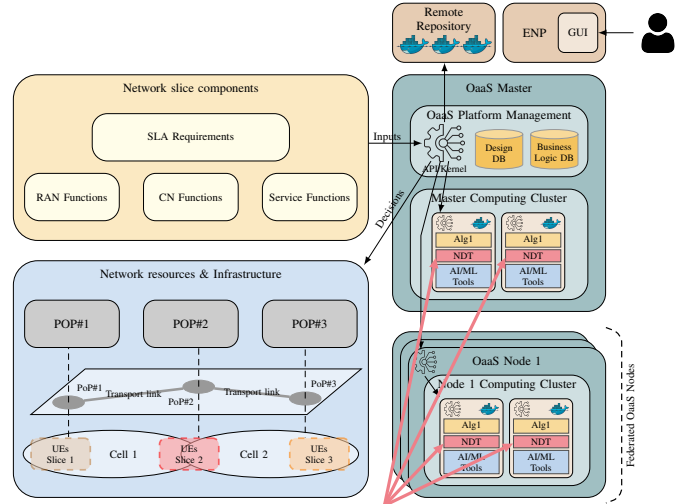 Remote
Repository
ENP
GUI
Network slice components
SLA Requirements
RAN Functions
CN Functions
Service Functions
Inputs
Decisions
OaaS Master
OaaS Platform Management
API/Kernel
Design
DB
Business
Logic DB
Master Computing Cluster
Alg1
NDT
AI/ML
Tools
Alg1
NDT
AI/ML
Tools
Network resources & Infrastructure
POP#1
POP#2
POP#3
PoP#1
Transport link
PoP#2
Transport link
PoP#3
UEs
Slice 1
Cell 1
UEs
Slice 2
Cell 2
UEs
Slice 3
OaaS Node 1
Node 1 Computing Cluster
Alg1
NDT
AI/ML
Tools
Alg1
NDT
AI/ML
Tools
Federated OaaS Nodes